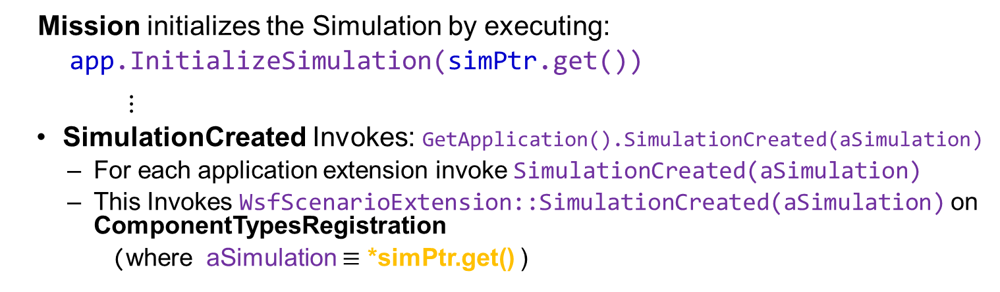 Mission initializes the Simulation by executing:
app.InitializeSimulation(simPtr.get())
⋮
• SimulationCreated Invokes: GetApplication().SimulationCreated(aSimulation)
– For each application extension invoke SimulationCreated(aSimulation)
– This Invokes WsfScenarioExtension::SimulationCreated(aSimulation) on
ComponentTypesRegistration
(where aSimulation ≡ *simPtr.get() )